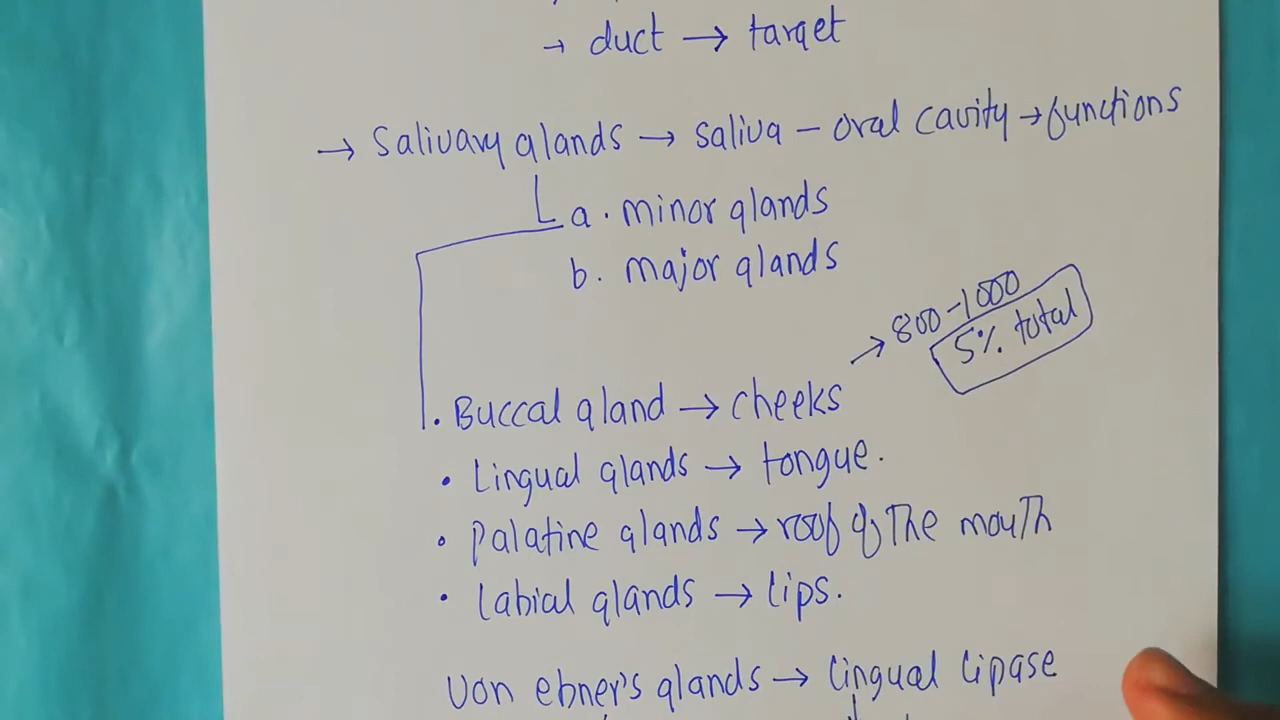 → duct → target
→ Salivary glands → saliva – oral cavity → functions
a. minor glands
b. major glands
→ 800-1000
5% total
• Buccal gland → cheeks
• Lingual glands → tongue.
• Palatine glands → roof of The mouth
• Labial glands → Lips.
Von ebner's glands → Lingual Lipase